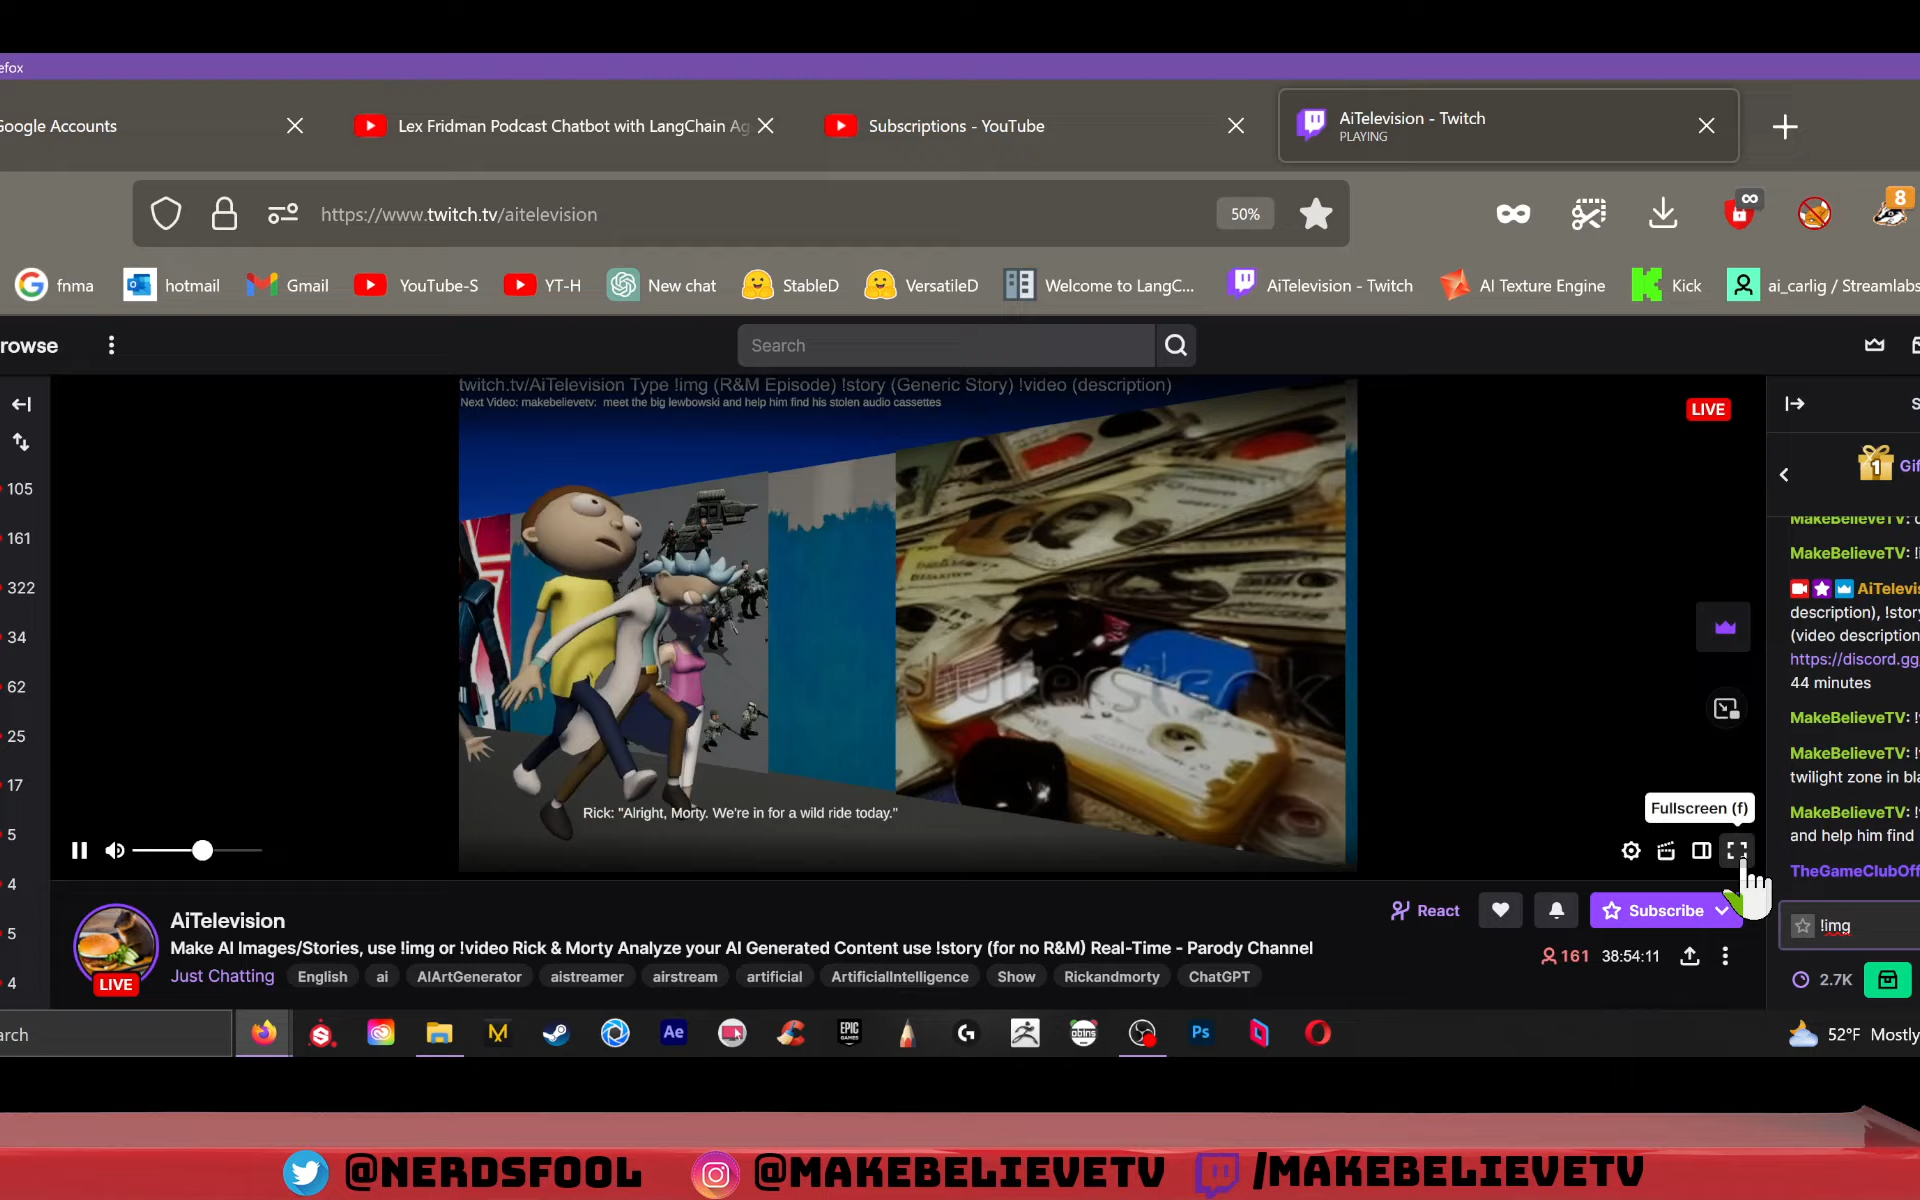 efox
Google Accounts
Lex Fridman Podcast Chatbot with LangChain Ag
Subscriptions - YouTube
AiTelevision - Twitch
PLAYING
https://www.twitch.tv/aitelevision
50%
8
fnma
hotmail
Gmail
YouTube-S
YT-H
New chat
StableD
VersatileD
Welcome to LangC...
AiTelevision - Twitch
AI Texture Engine
Kick
ai_carlig / Streamlabs
rowse
Search
twitch.tv/AiTelevision Type !img (R&M Episode) !story (Generic Story) !video (description)
Next Video: makebelievetv: meet the big lewbowski and help him find his stolen audio cassettes
LIVE
105
161
322
34
62
25
17
5
4
5
4
shutterstock
Rick: "Alright, Morty. We're in for a wild ride today."
Fullscreen (f)
1
Gif
MakeBelieveTV:
MakeBelieveTV: !i
AiTelevis
description), !story
(video description
https://discord.gg
44 minutes
MakeBelieveTV: !
MakeBelieveTV: !
twilight zone in bla
MakeBelieveTV: !
and help him find
TheGameClubOff
!img
2.7K
AiTelevision
Make AI Images/Stories, use !img or !video Rick & Morty Analyze your AI Generated Content use !story (for no R&M) Real-Time - Parody Channel
Just Chatting
English
ai
AIArtGenerator
aistreamer
airstream
artificial
ArtificialIntelligence
Show
Rickandmorty
ChatGPT
LIVE
React
Subscribe
161
38:54:11
arch
Ae
EPIC GAMES
Ps
52°F Mostly
@NERDSFOOL
@MAKEBELIEVETV
/MAKEBELIEVETV